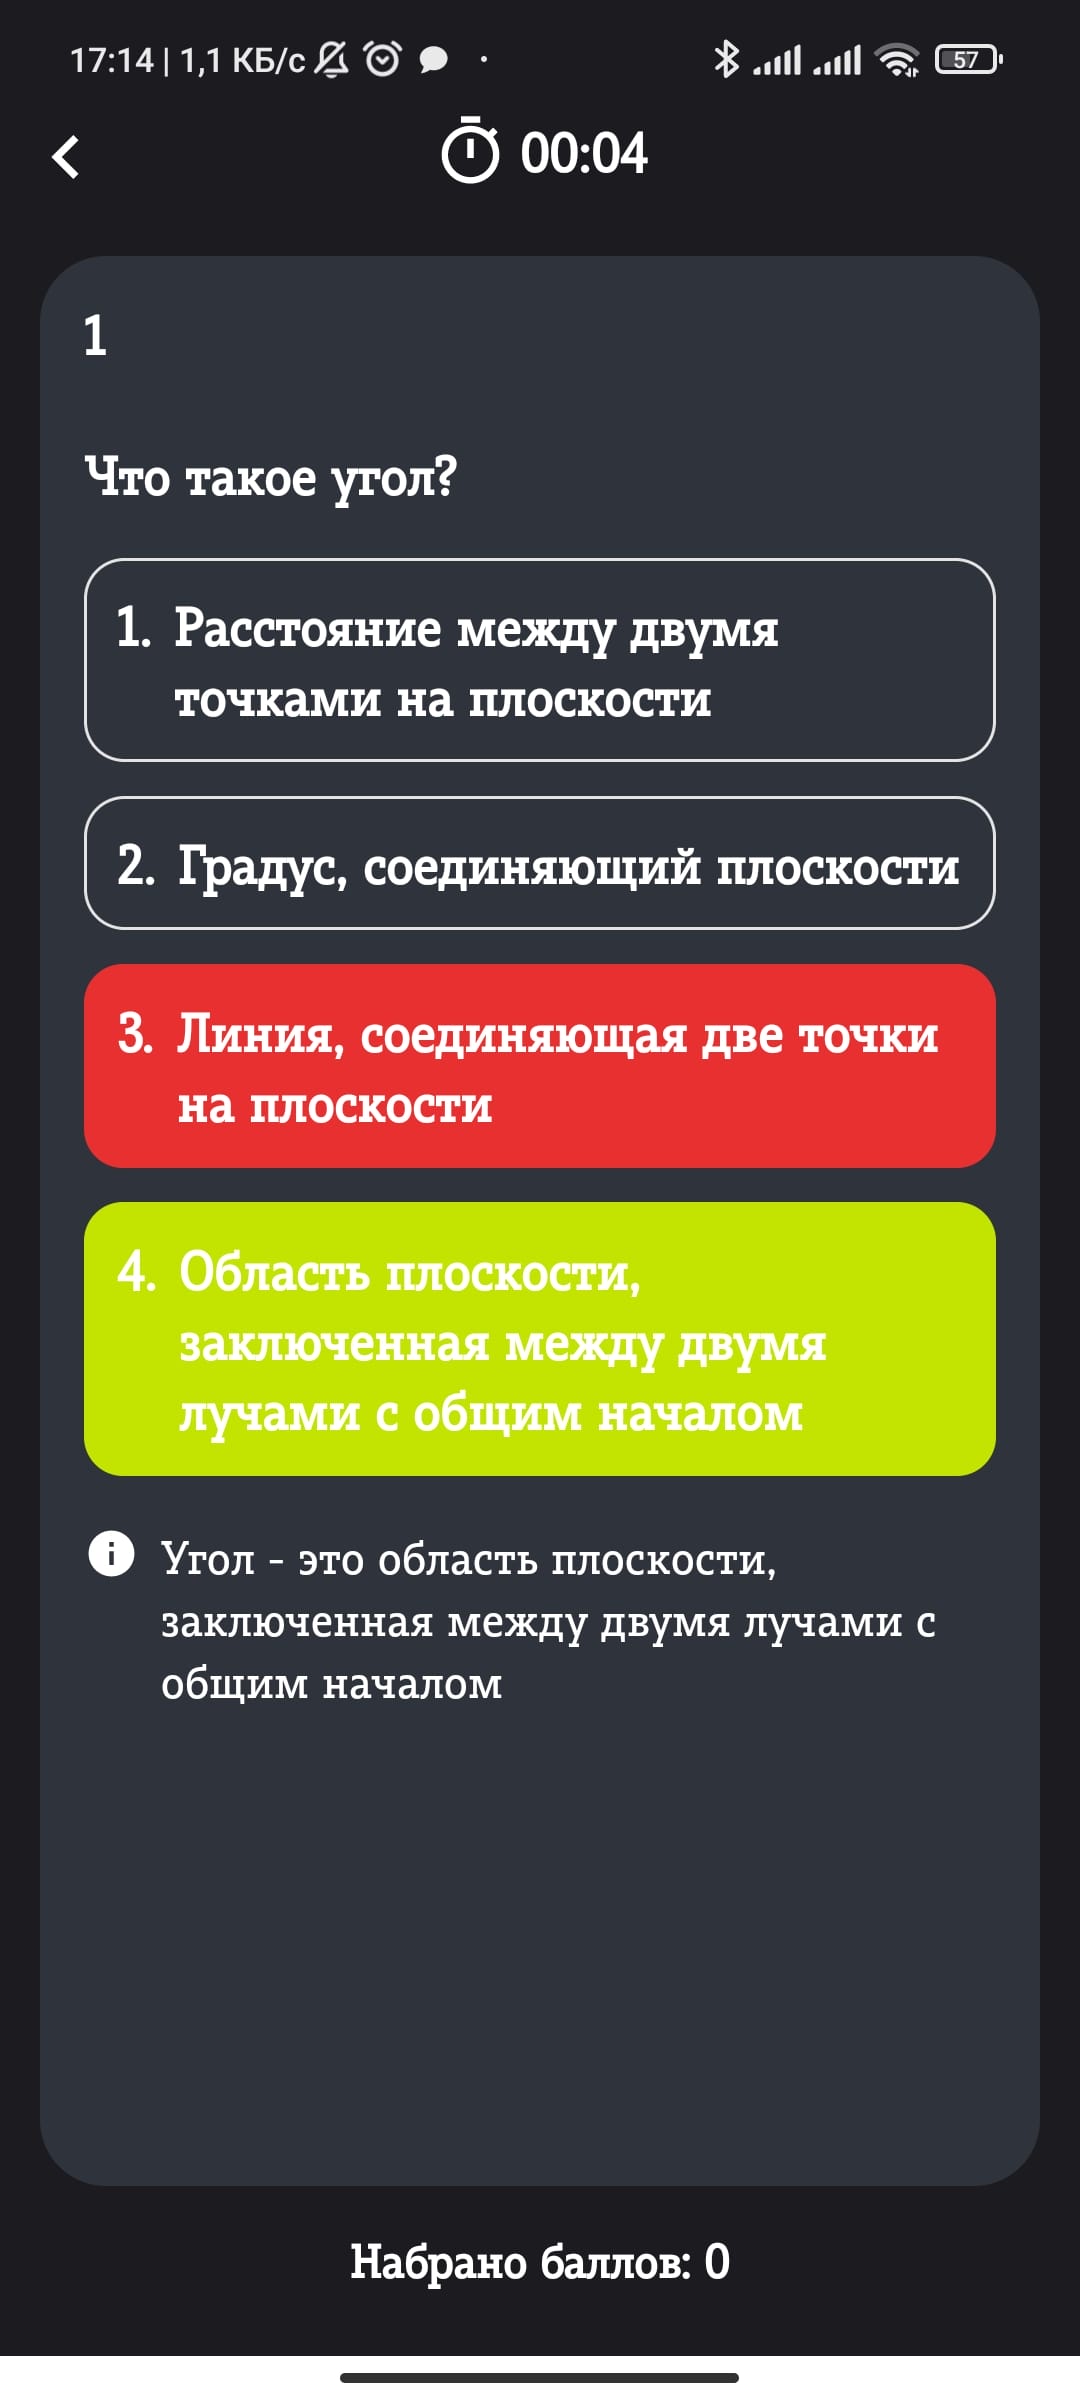 17:14 | 1,1 КБ/с
57
00:04
1
Что такое угол?
1. Расстояние между двумя
точками на плоскости
2. Градус, соединяющий плоскости
3. Линия, соединяющая две точки
на плоскости
4. Область плоскости,
заключенная между двумя
лучами с общим началом
Угол - это область плоскости,
заключенная между двумя лучами с
общим началом
Набрано баллов: 0